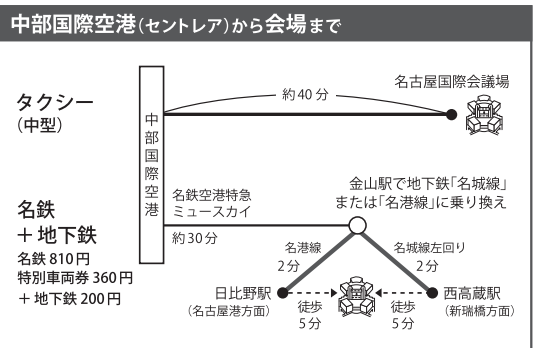 中部国際空港（セントレア）から会場まで
タクシー
（中型）
約40分
名古屋国際会議場
中部国際空港
名鉄
＋地下鉄
名鉄810円
特別車両券360円
＋地下鉄200円
名鉄空港特急
ミュースカイ
約30分
金山駅で地下鉄「名城線」
または「名港線」に乗り換え
名港線
2分
名城線左回り
2分
日比野駅
（名古屋港方面）
徒歩
5分
徒歩
5分
西高蔵駅
（新瑞橋方面）